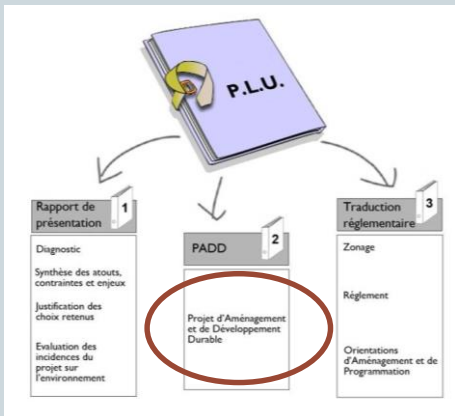 P.L.U.
Rapport de
présentation
1
Diagnostic
Synthèse des atouts,
contraintes et enjeux
Justification des
choix retenus
Evaluation des
incidences du
projet sur
l'environnement
PADD
2
Projet d'Aménagement
et de Développement
Durable
Traduction
réglementaire
3
Zonage
Réglement
Orientations
d'Aménagement et de
Programmation